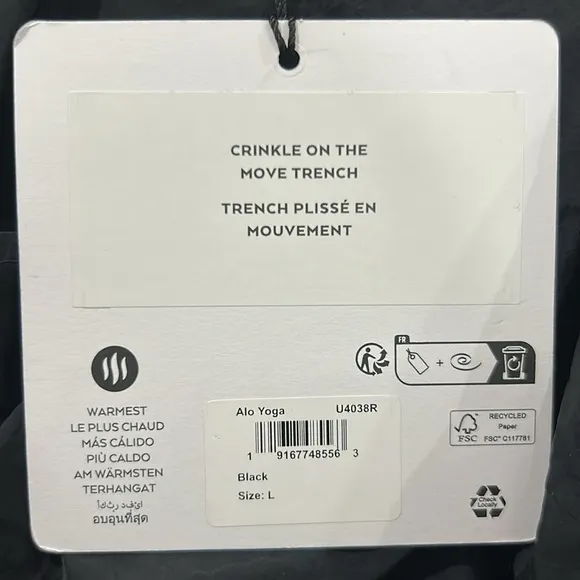 CRINKLE ON THE
MOVE TRENCH
TRENCH PLISSÉ EN
MOUVEMENT
FR
+
WARMEST
LE PLUS CHAUD
MÁS CÁLIDO
PIÙ CALDO
AM WÄRMSTEN
TERHANGAT
อบอุนที่สุด
Alo Yoga U4038R
1 91677 48556 3
Black
Size: L
FSC
RECYCLED
Paper
FSC® C117781
Check
Locally